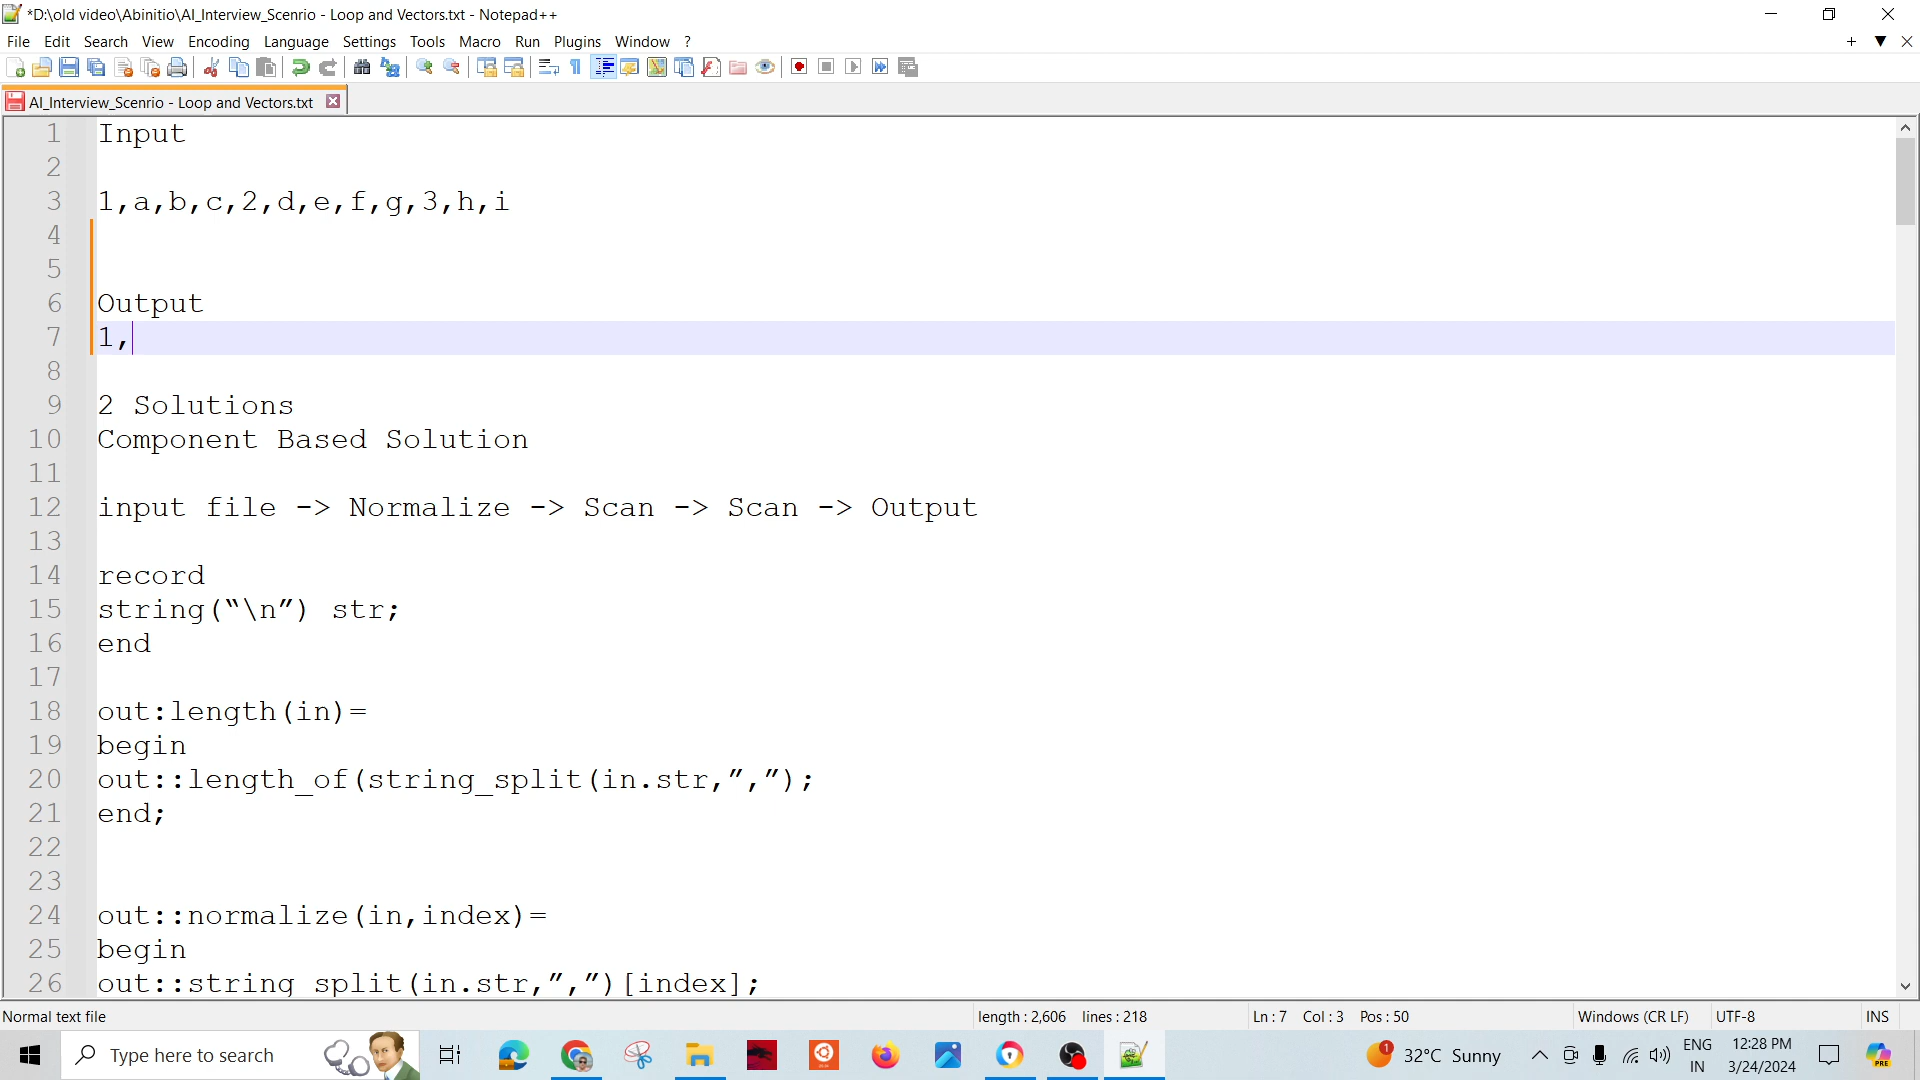 *D:\old video\Abinitio\AI_Interview_Scenrio - Loop and Vectors.txt - Notepad++
File Edit Search View Encoding Language Settings Tools Macro Run Plugins Window ?
AI_Interview_Scenrio - Loop and Vectors.txt
1 Input
2
3 1,a,b,c,2,d,e,f,g,3,h,i
4
5
6 Output
7 1,
8
9 2 Solutions
10 Component Based Solution
11
12 input file -> Normalize -> Scan -> Scan -> Output
13
14 record
15 string(“\n”) str;
16 end
17
18 out:length(in)=
19 begin
20 out::length_of(string_split(in.str,”,”);
21 end;
22
23
24 out::normalize(in,index)=
25 begin
26 out::string_split(in.str,”,”)[index];
Normal text file length : 2,606 lines : 218 Ln : 7 Col : 3 Pos : 50 Windows (CR LF) UTF-8 INS
Type here to search
32°C Sunny
ENG
IN
12:28 PM
3/24/2024